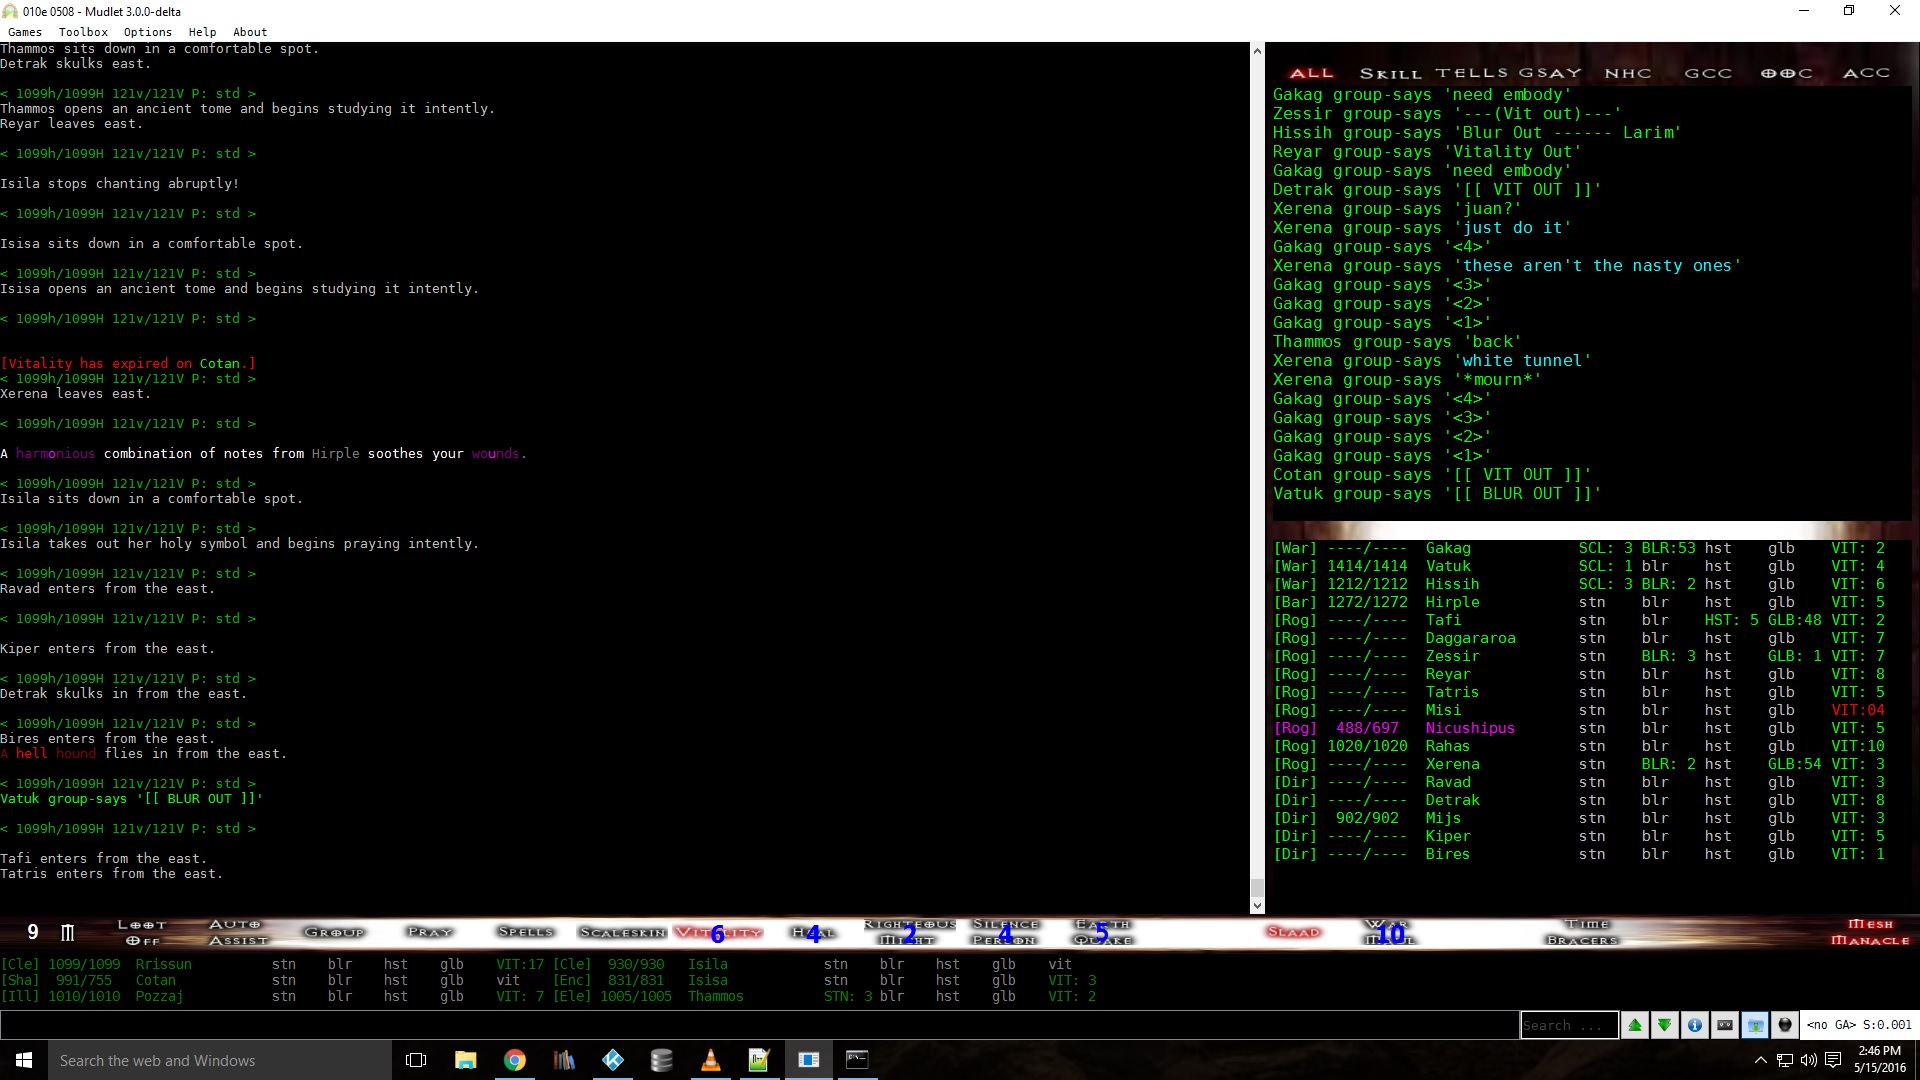 010e 0508 - Mudlet 3.0.0-delta
Games Toolbox Options Help About
Thammos sits down in a comfortable spot.
Detrak skulks east.
< 1099h/1099H 121v/121V P: std >
Thammos opens an ancient tome and begins studying it intently.
Reyar leaves east.
< 1099h/1099H 121v/121V P: std >
Isila stops chanting abruptly!
< 1099h/1099H 121v/121V P: std >
Isisa sits down in a comfortable spot.
< 1099h/1099H 121v/121V P: std >
Isisa opens an ancient tome and begins studying it intently.
< 1099h/1099H 121v/121V P: std >
[Vitality has expired on Cotan.]
< 1099h/1099H 121v/121V P: std >
Xerena leaves east.
< 1099h/1099H 121v/121V P: std >
A harmonious combination of notes from Hirple soothes your wounds.
< 1099h/1099H 121v/121V P: std >
Isila sits down in a comfortable spot.
< 1099h/1099H 121v/121V P: std >
Isila takes out her holy symbol and begins praying intently.
< 1099h/1099H 121v/121V P: std >
Ravad enters from the east.
< 1099h/1099H 121v/121V P: std >
Kiper enters from the east.
< 1099h/1099H 121v/121V P: std >
Detrak skulks in from the east.
< 1099h/1099H 121v/121V P: std >
Bires enters from the east.
A hell hound flies in from the east.
< 1099h/1099H 121v/121V P: std >
Vatuk group-says '[[ BLUR OUT ]]'
< 1099h/1099H 121v/121V P: std >
Tafi enters from the east.
Tatris enters from the east.
ALL SKILL TELLS GSAY NHC GCC ⊕⊕C ACC
Gakag group-says 'need embody'
Zessir group-says '---(Vit out)---'
Hissih group-says 'Blur Out ------ Larim'
Reyar group-says 'Vitality Out'
Gakag group-says 'need embody'
Detrak group-says '[[ VIT OUT ]]'
Xerena group-says 'juan?'
Xerena group-says 'just do it'
Gakag group-says '<4>'
Xerena group-says 'these aren't the nasty ones'
Gakag group-says '<3>'
Gakag group-says '<2>'
Gakag group-says '<1>'
Thammos group-says 'back'
Xerena group-says 'white tunnel'
Xerena group-says '*mourn*'
Gakag group-says '<4>'
Gakag group-says '<3>'
Gakag group-says '<2>'
Gakag group-says '<1>'
Cotan group-says '[[ VIT OUT ]]'
Vatuk group-says '[[ BLUR OUT ]]'
[War] ----/---- Gakag SCL: 3 BLR:53 hst glb VIT: 2
[War] 1414/1414 Vatuk SCL: 1 blr hst glb VIT: 4
[War] 1212/1212 Hissih SCL: 3 BLR: 2 hst glb VIT: 6
[Bar] 1272/1272 Hirple stn blr hst glb VIT: 5
[Rog] ----/---- Tafi stn blr HST: 5 GLB:48 VIT: 2
[Rog] ----/---- Daggararoa stn blr hst glb VIT: 7
[Rog] ----/---- Zessir stn BLR: 3 hst GLB: 1 VIT: 7
[Rog] ----/---- Reyar stn blr hst glb VIT: 8
[Rog] ----/---- Tatris stn blr hst glb VIT: 5
[Rog] ----/---- Misi stn blr hst glb VIT:04
[Rog] 488/697 Nicushipus stn blr hst glb VIT: 5
[Rog] 1020/1020 Rahas stn blr hst glb VIT:10
[Rog] ----/---- Xerena stn BLR: 2 hst GLB:54 VIT: 3
[Dir] ----/---- Ravad stn blr hst glb VIT: 3
[Dir] ----/---- Detrak stn blr hst glb VIT: 8
[Dir] 902/902 Mijs stn blr hst glb VIT: 3
[Dir] ----/---- Kiper stn blr hst glb VIT: 5
[Dir] ----/---- Bires stn blr hst glb VIT: 1
9 LOOT OFF AUTO ASSIST GROUP PRAY SPELLS SCALESKIN VITALITY 6 HEAL 4 RIGHTEOUS MIGHT 2 SILENCE PERSON 4 EARTH QUAKE 5 SLAAD 10 TIME BRACERS MESH MANACLE
[Cle] 1099/1099 Rrissun stn blr hst glb VIT:17 [Cle] 930/930 Isila stn blr hst glb vit
[Sha] 991/755 Cotan stn blr hst glb vit [Enc] 831/831 Isisa stn blr hst glb VIT: 3
[Ill] 1010/1010 Pozzaj stn blr hst glb VIT: 7 [Ele] 1005/1005 Thammos STN: 3 blr hst glb VIT: 2
Search ... <no GA> S:0.001
Search the web and Windows
2:46 PM
5/15/2016